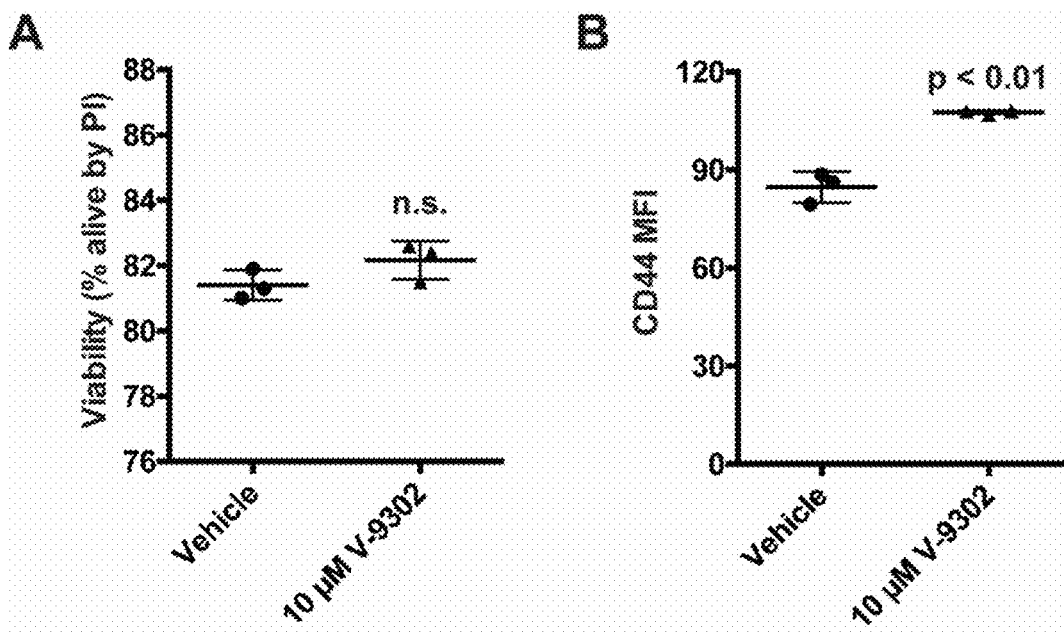 A
Viability (% alive by PI)
88
86
84
82
80
78
76
n.s.
Vehicle
10 µM V-9302
B
CD44 MFI
120
90
60
30
0
p < 0.01
Vehicle
10 µM V-9302